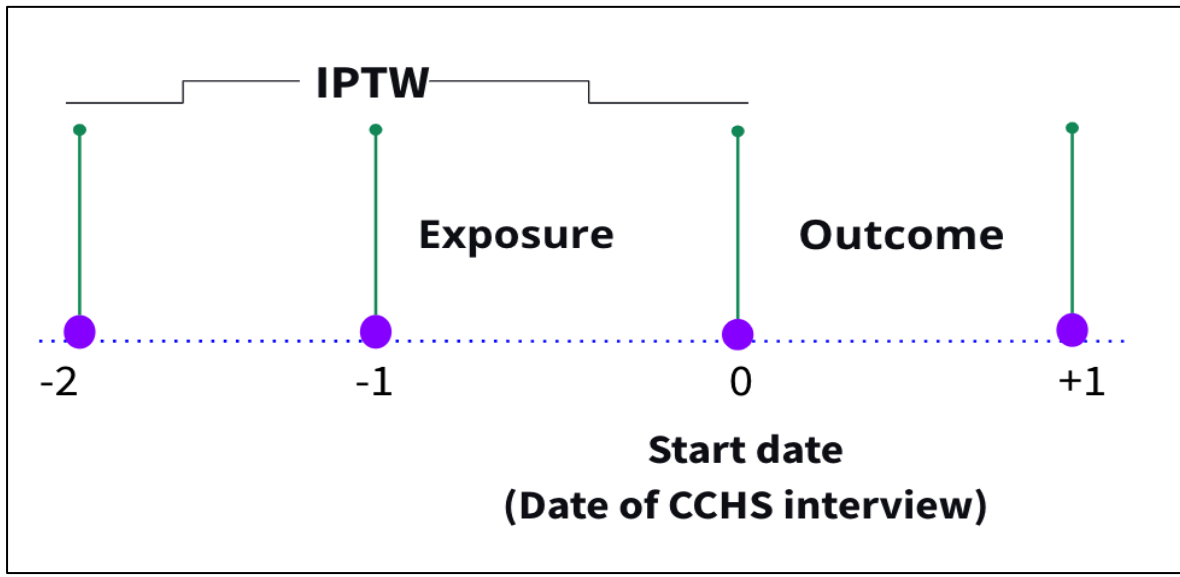 IPTW
Exposure Outcome
-2 -1 0 +1
Start date
(Date of CCHS interview)